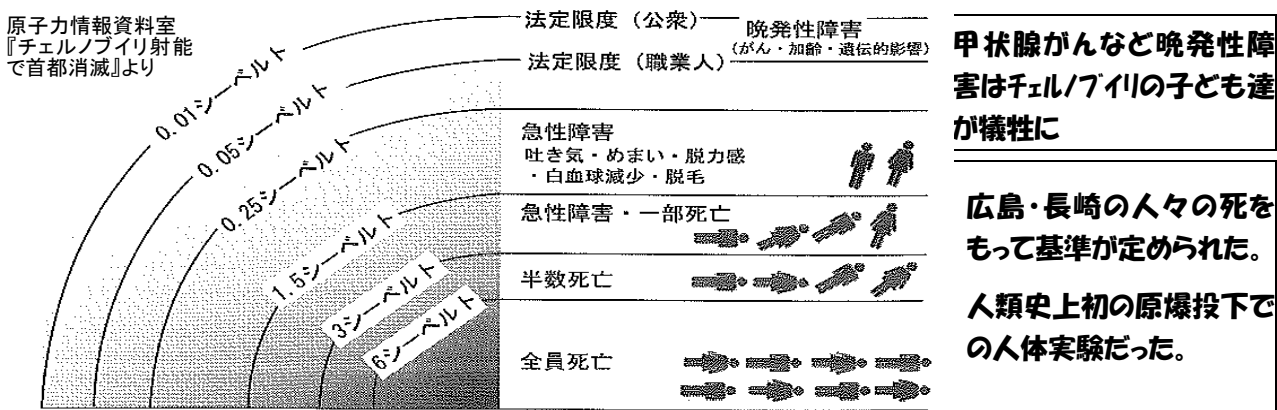 原子力情報資料室
『チェルノブイリ射能
で首都消滅』より
0.01シーベルト
0.05シーベルト
0.25シーベルト
1.5シーベルト
3シーベルト
6シーベルト
法定限度（公衆）
晩発性障害
（がん・加齢・遺伝的影響）
法定限度（職業人）
急性障害
吐き気・めまい・脱力感
・白血球減少・脱毛
急性障害・一部死亡
半数死亡
全員死亡
甲状腺がんなど晩発性障
害はチェルノブイリの子ども達
が犠牲に
広島・長崎の人々の死を
もって基準が定められた。
人類史上初の原爆投下で
の人体実験だった。